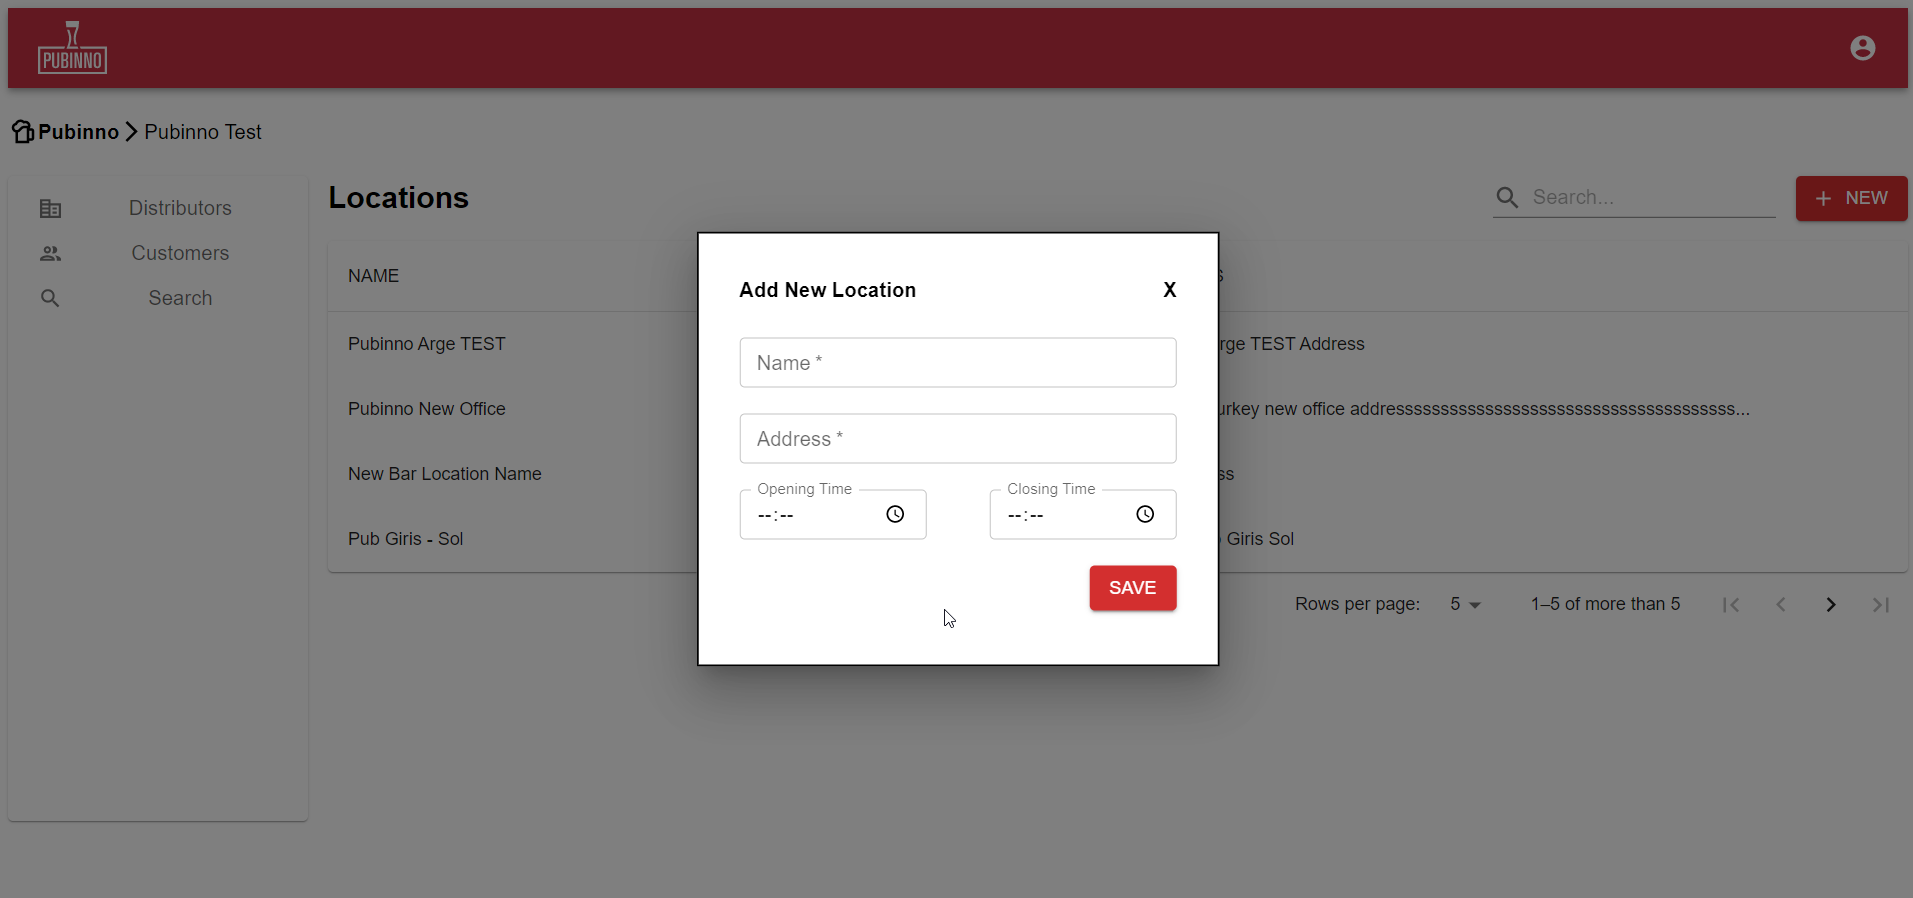 PUBINNO
Pubinno > Pubinno Test
Distributors
Customers
Search
Locations
Search...
+ NEW
NAME
S
Pubinno Arge TEST
rge TEST Address
Pubinno New Office
urkey new office addresssssssssssssssssssssssssssssssssssssss...
New Bar Location Name
ss
Pub Giris - Sol
Giris Sol
Add New Location
X
Name *
Address *
Opening Time
--:--
Closing Time
--:--
SAVE
Rows per page:
5
1–5 of more than 5